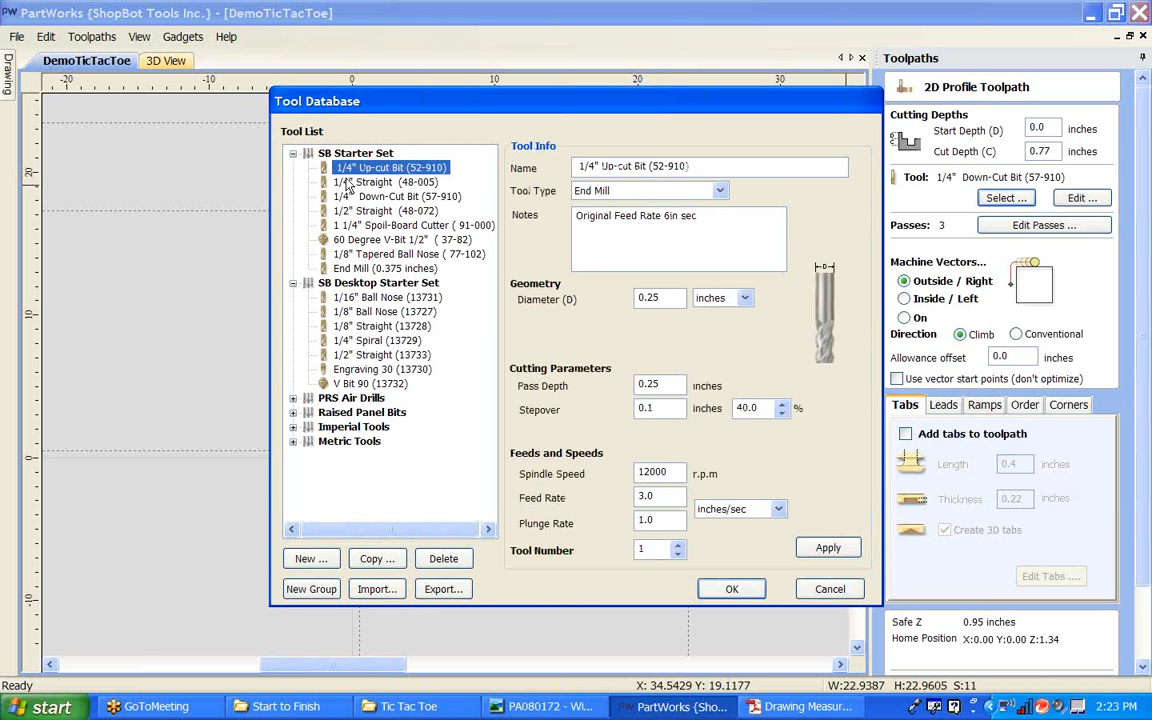 PW PartWorks {ShopBot Tools Inc.} - [DemoTicTacToe]
File Edit Toolpaths View Gadgets Help
DemoTicTacToe 3D View
Drawing
-20 -10 0 10 20 30
20
10
0
-10
Tool Database
Tool List
SB Starter Set
1/4" Up-cut Bit (52-910)
1/4" Straight (48-005)
1/4" Down-Cut Bit (57-910)
1/2" Straight (48-072)
1 1/4" Spoil-Board Cutter ( 91-000)
60 Degree V-Bit 1/2" ( 37-82)
1/8" Tapered Ball Nose ( 77-102)
End Mill (0.375 inches)
SB Desktop Starter Set
1/16" Ball Nose (13731)
1/8" Ball Nose (13727)
1/8" Straight (13728)
1/4" Spiral (13729)
1/2" Straight (13733)
Engraving 30 (13730)
V Bit 90 (13732)
PRS Air Drills
Raised Panel Bits
Imperial Tools
Metric Tools
New ... Copy ... Delete
New Group Import... Export...
Tool Info
Name 1/4" Up-cut Bit (52-910)
Tool Type End Mill
Notes Original Feed Rate 6in sec
Geometry
Diameter (D) 0.25 inches
D
Cutting Parameters
Pass Depth 0.25 inches
Stepover 0.1 inches 40.0 %
Feeds and Speeds
Spindle Speed 12000 r.p.m
Feed Rate 3.0 inches/sec
Plunge Rate 1.0
Tool Number 1 Apply
OK Cancel
Toolpaths
2D Profile Toolpath
Cutting Depths
Start Depth (D) 0.0 inches
Cut Depth (C) 0.77 inches
Tool: 1/4" Down-Cut Bit (57-910)
Select ... Edit ...
Passes: 3 Edit Passes ...
Machine Vectors...
Outside / Right
Inside / Left
On
Direction Climb Conventional
Allowance offset 0.0 inches
Use vector start points (don't optimize)
Tabs Leads Ramps Order Corners
Add tabs to toolpath
Length 0.4 inches
Thickness 0.22 inches
Create 3D tabs
Edit Tabs ....
Safe Z 0.95 inches
Home Position X:0.00 Y:0.00 Z:1.34
Ready X: 34.5429 Y: 19.1177 W:22.9387 H:22.9605 S:11
start GoToMeeting Start to Finish Tic Tac Toe PA080172 - Wi... PartWorks {Sho... Drawing Measur... 2:23 PM